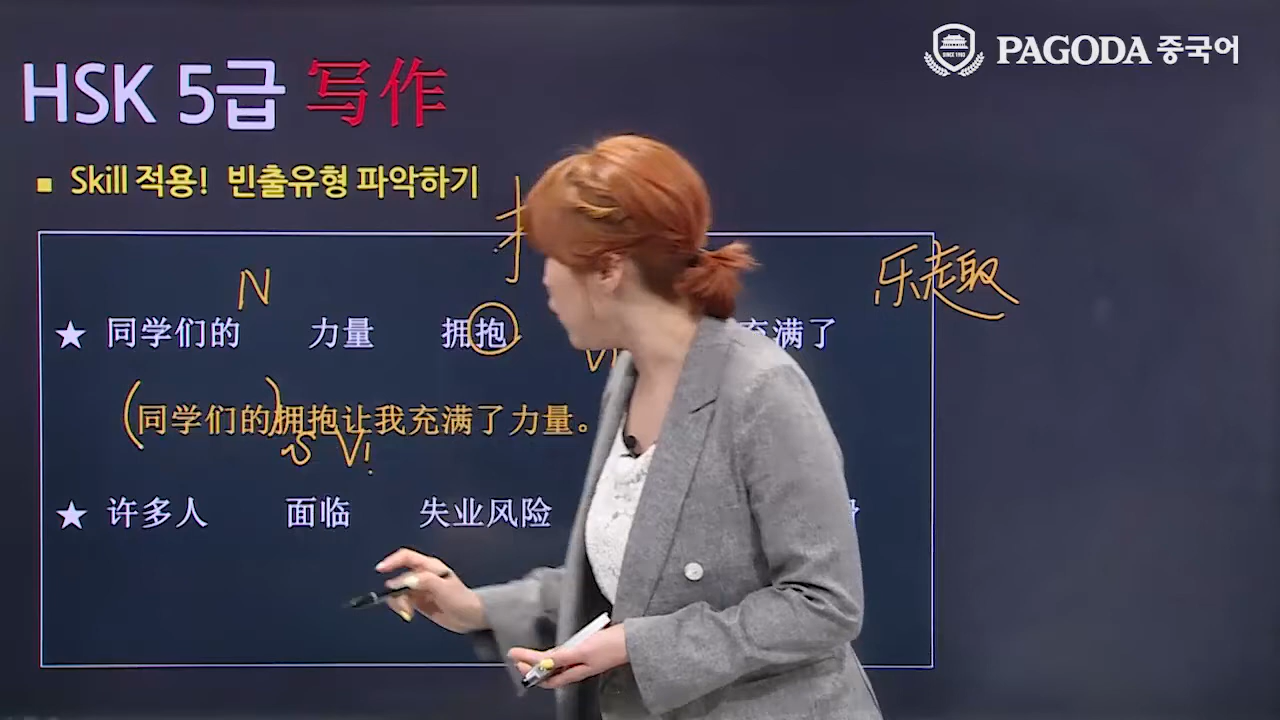 PAGODA 중국어
SINCE 1993
HSK 5급 写作
Skill 적용! 빈출유형 파악하기
乐趣
N
★ 同学们的 力量 拥抱 充满了
(同学们的)拥抱让我充满了力量。
S V!
★ 许多人 面临 失业风险